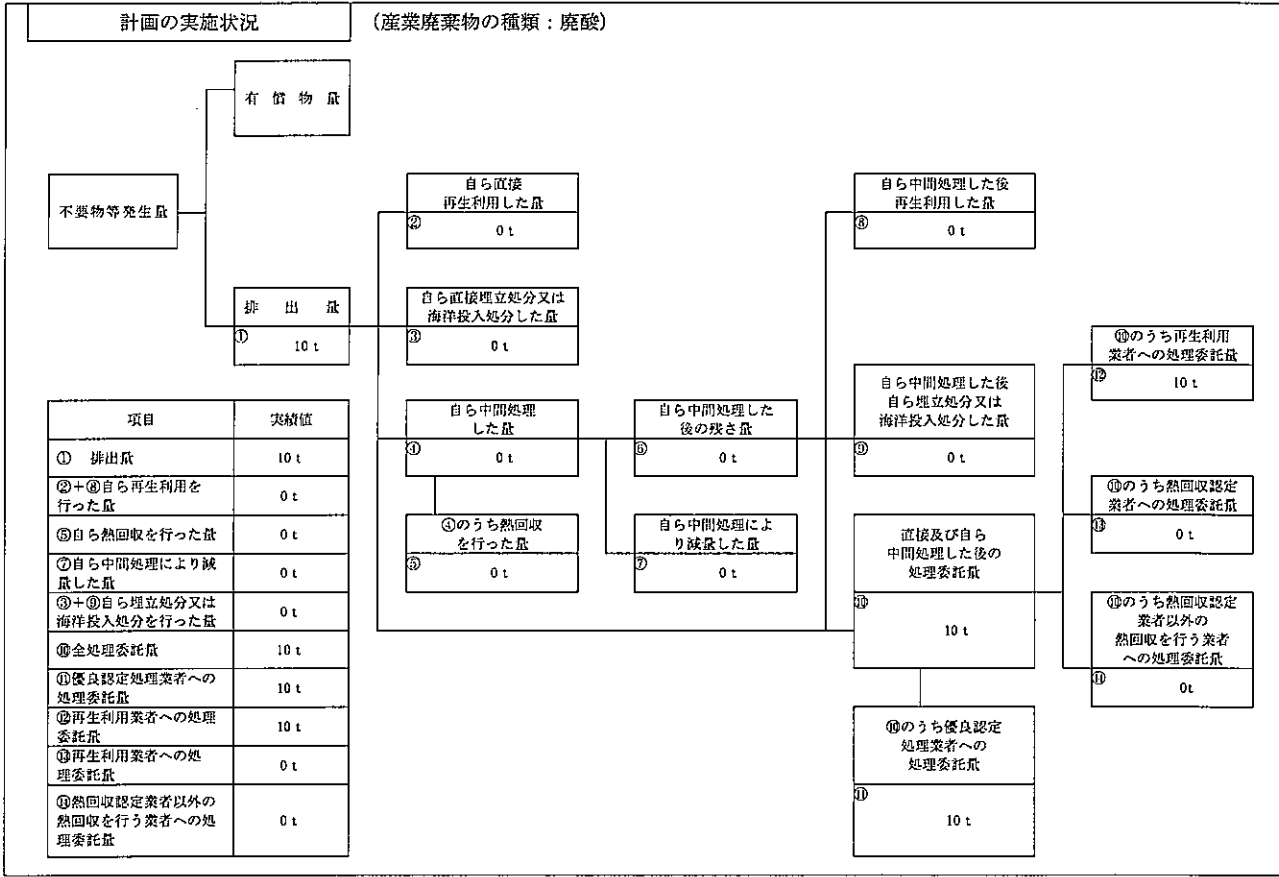 計画の実施状況
(産業廃棄物の種類：廃酸)
有償物量
不要物等発生量
排出量
① 10 t
自ら直接
再生利用した量
② 0 t
自ら直接埋立処分又は
海洋投入処分した量
③ 0 t
自ら中間処理
した量
④ 0 t
④のうち熱回収
を行った量
⑤ 0 t
自ら中間処理した
後の残さ量
⑥ 0 t
自ら中間処理によ
り減量した量
⑦ 0 t
自ら中間処理した後
再生利用した量
⑧ 0 t
自ら中間処理した後
自ら埋立処分又は
海洋投入処分した量
⑨ 0 t
直接及び自ら
中間処理した後の
処理委託量
⑩ 10 t
⑩のうち優良認定
処理業者への
処理委託量
⑪ 10 t
⑩のうち再生利用
業者への処理委託量
⑫ 10 t
⑩のうち熱回収認定
業者への処理委託量
⑬ 0 t
⑩のうち熱回収認定
業者以外の
熱回収を行う業者
への処理委託量
⑭ 0t
項目 実績値
① 排出量 10 t
②＋⑧自ら再生利用を
行った量 0 t
⑤自ら熱回収を行った量 0 t
⑦自ら中間処理により減
量した量 0 t
③＋⑨自ら埋立処分又は
海洋投入処分を行った量 0 t
⑩全処理委託量 10 t
⑪優良認定処理業者への
処理委託量 10 t
⑫再生利用業者への処理
委託量 10 t
⑬再生利用業者への処
理委託量 0 t
⑭熱回収認定業者以外の
熱回収を行う業者への処
理委託量 0 t